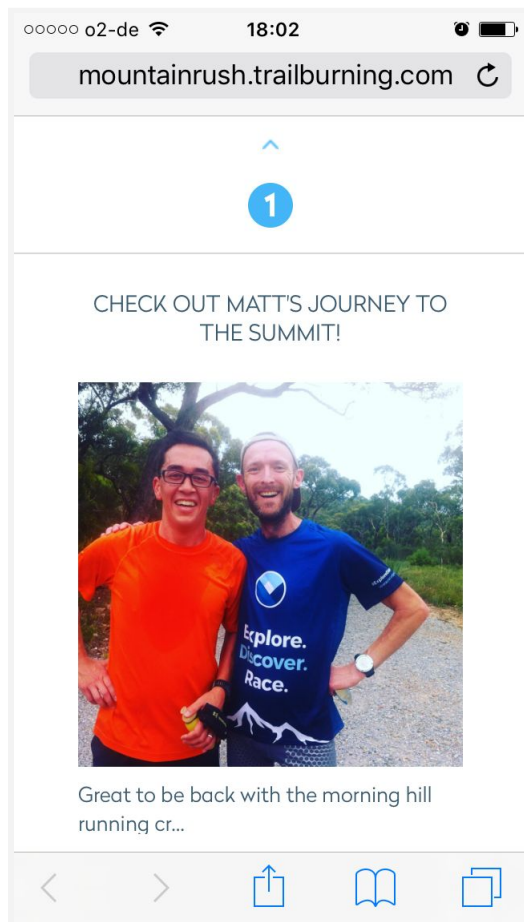 o2-de 18:02
mountainrush.trailburning.com
1
CHECK OUT MATT'S JOURNEY TO
THE SUMMIT!
Explore.
Discover.
Race.
Great to be back with the morning hill
running cr...